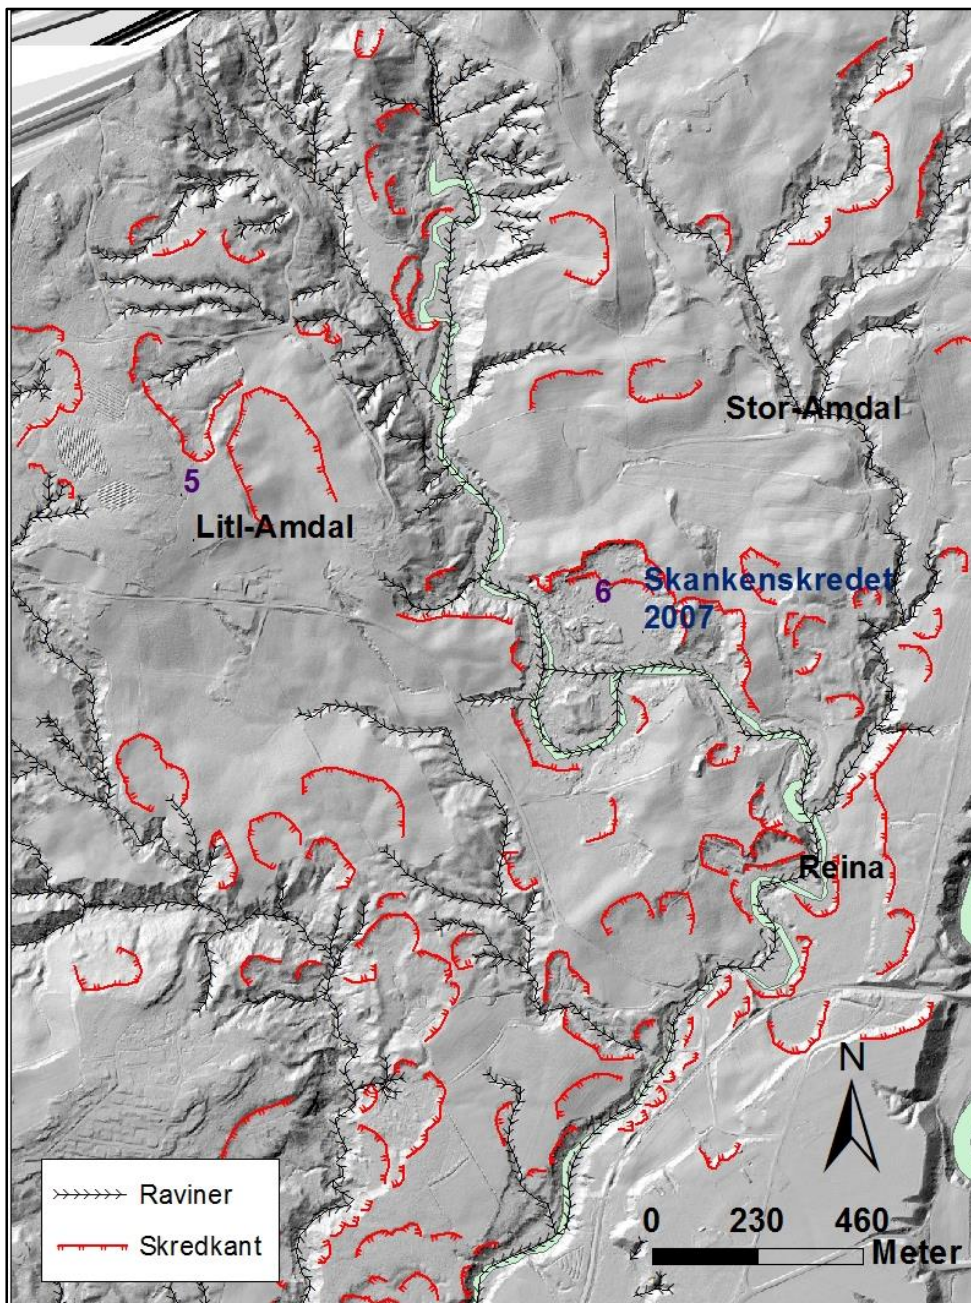 Stor-Amdal
5
Litl-Amdal
6
Skankenskredet
2007
Reina
N
0 230 460
Meter
Raviner
Skredkant